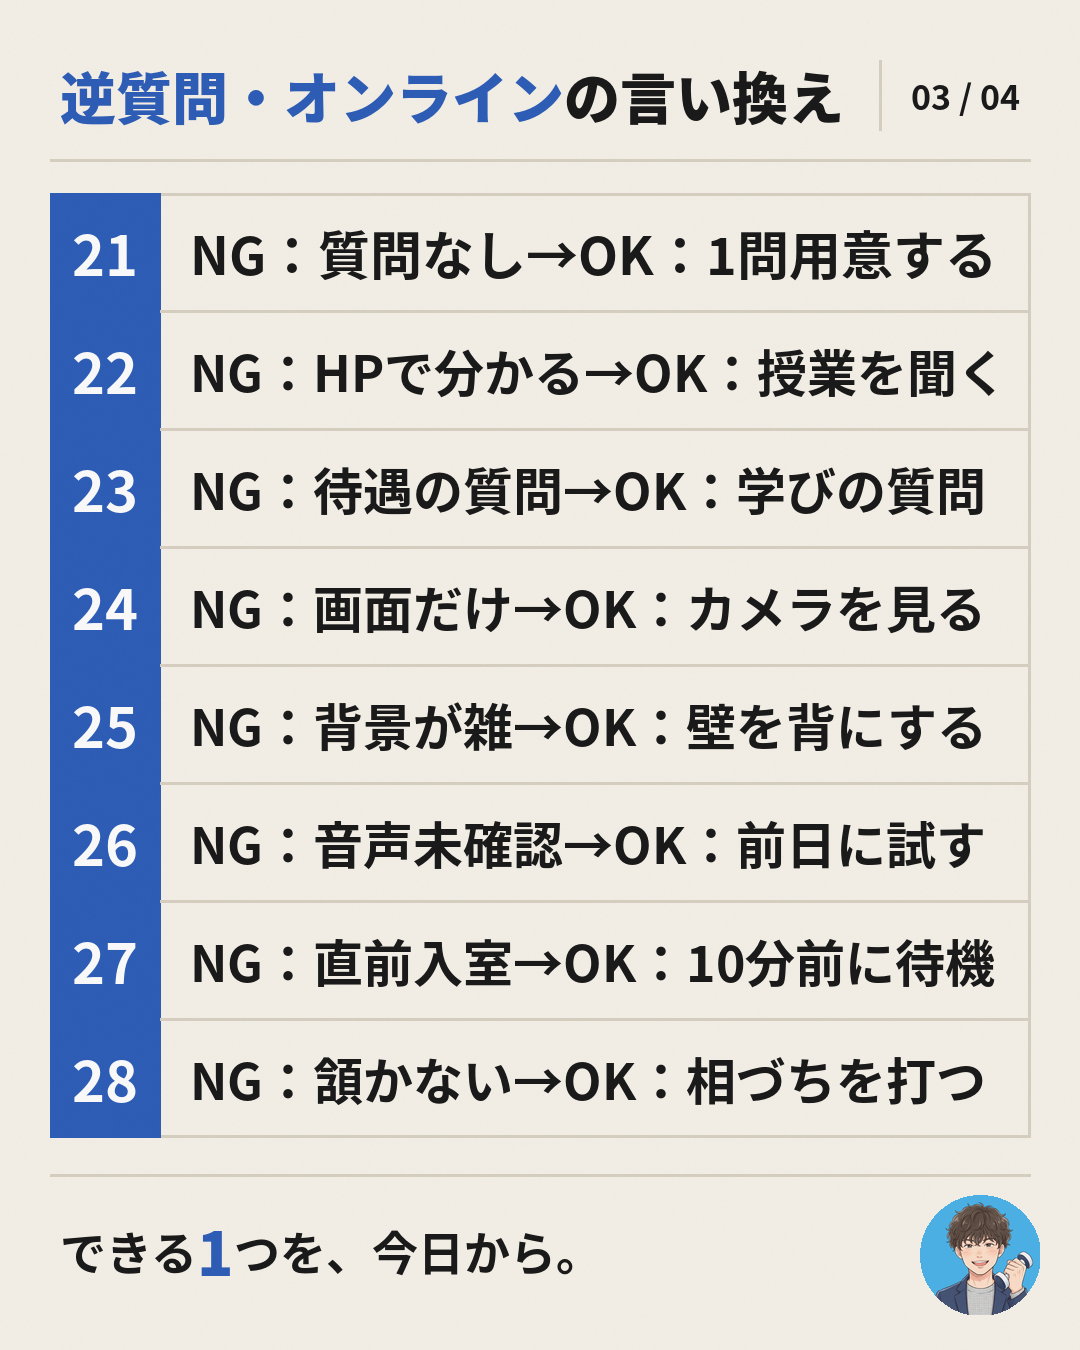 逆質問・オンラインの言い換え
03 / 04
21 NG：質問なし→OK：1問用意する
22 NG：HPで分かる→OK：授業を聞く
23 NG：待遇の質問→OK：学びの質問
24 NG：画面だけ→OK：カメラを見る
25 NG：背景が雑→OK：壁を背にする
26 NG：音声未確認→OK：前日に試す
27 NG：直前入室→OK：10分前に待機
28 NG：頷かない→OK：相づちを打つ
できる1つを、今日から。